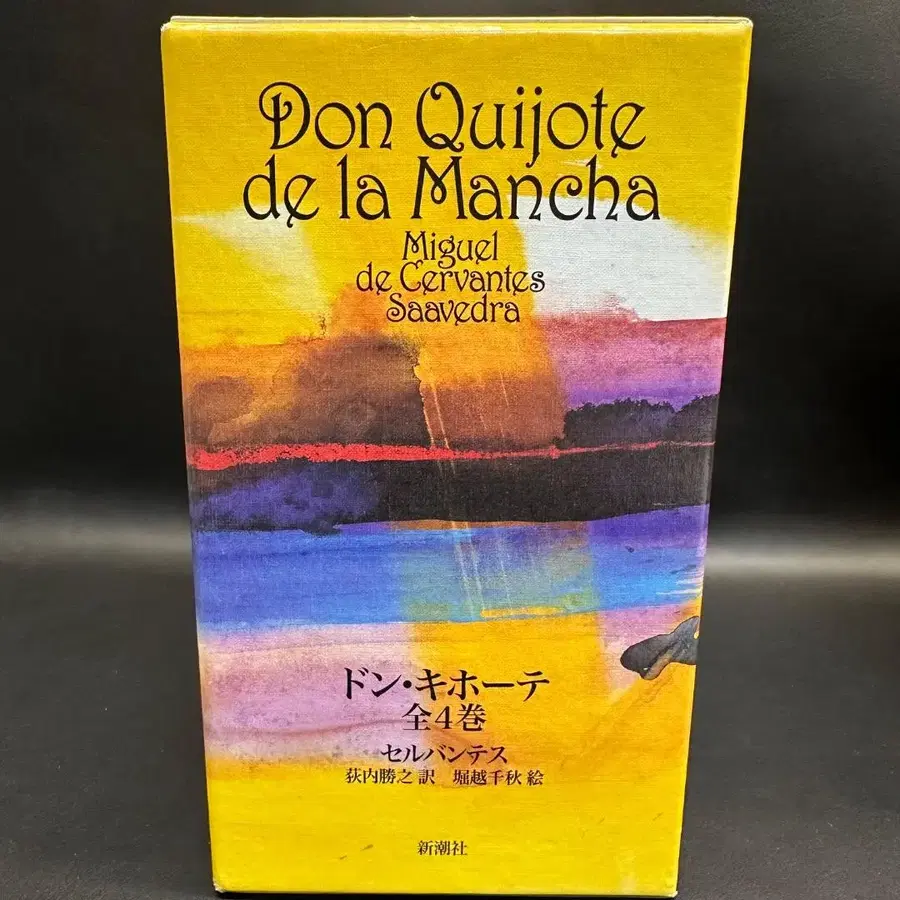 Don Quijote
de la Mancha
Miguel
de Cervantes
Saavedra
ドン・キホーテ
全4巻
セルバンテス
荻内勝之 訳　堀越千秋 絵
新潮社